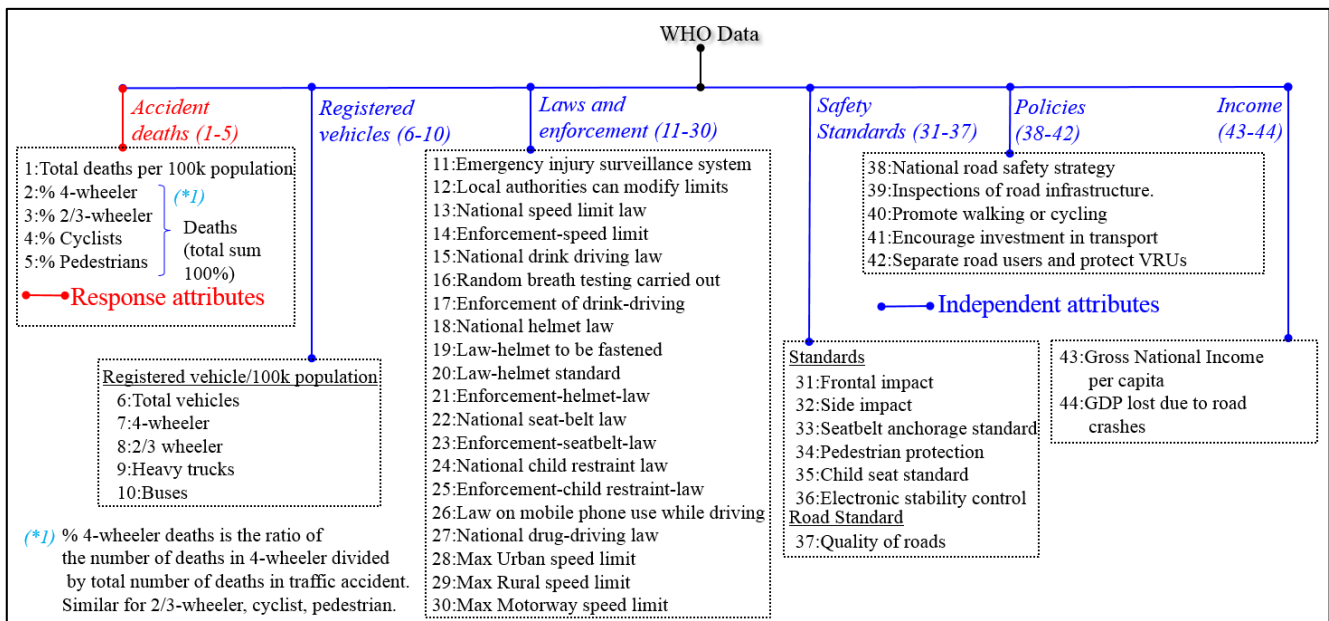 WHO Data
Accident
deaths (1-5)
Registered
vehicles (6-10)
Laws and
enforcement (11-30)
Safety
Standards (31-37)
Policies
(38-42)
Income
(43-44)
1:Total deaths per 100k population
2:% 4-wheeler
3:% 2/3-wheeler
4:% Cyclists
5:% Pedestrians
(*1)
Deaths
(total sum
100%)
Response attributes
Registered vehicle/100k population
6:Total vehicles
7:4-wheeler
8:2/3 wheeler
9:Heavy trucks
10:Buses
(*1) % 4-wheeler deaths is the ratio of
the number of deaths in 4-wheeler divided
by total number of deaths in traffic accident.
Similar for 2/3-wheeler, cyclist, pedestrian.
11:Emergency injury surveillance system
12:Local authorities can modify limits
13:National speed limit law
14:Enforcement-speed limit
15:National drink driving law
16:Random breath testing carried out
17:Enforcement of drink-driving
18:National helmet law
19:Law-helmet to be fastened
20:Law-helmet standard
21:Enforcement-helmet-law
22:National seat-belt law
23:Enforcement-seatbelt-law
24:National child restraint law
25:Enforcement-child restraint-law
26:Law on mobile phone use while driving
27:National drug-driving law
28:Max Urban speed limit
29:Max Rural speed limit
30:Max Motorway speed limit
38:National road safety strategy
39:Inspections of road infrastructure.
40:Promote walking or cycling
41:Encourage investment in transport
42:Separate road users and protect VRUs
Independent attributes
Standards
31:Frontal impact
32:Side impact
33:Seatbelt anchorage standard
34:Pedestrian protection
35:Child seat standard
36:Electronic stability control
Road Standard
37:Quality of roads
43:Gross National Income
per capita
44:GDP lost due to road
crashes